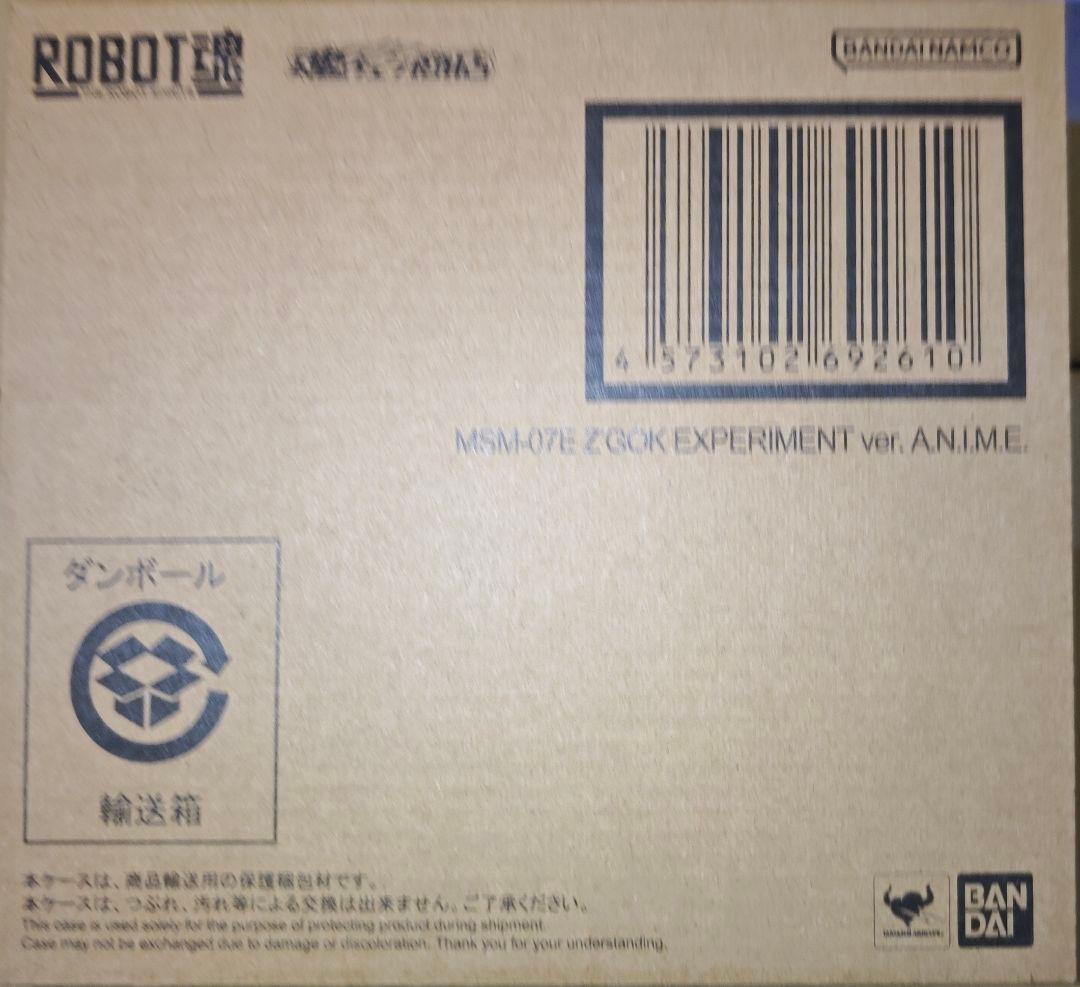 ROBOT魂
BANDAI NAMCO
4 573102 692610
MSM-07E Z'GOK EXPERIMENT ver. A.N.I.M.E.
ダンボール
輸送箱
本ケースは、商品輸送用の保護梱包材です。
本ケースは、つぶれ、汚れ等による交換は出来ません。ご了承ください。
This case is used solely for the purpose of protecting product during shipment.
Case may not be exchanged due to damage or discoloration. Thank you for your understanding.
BAN
DAI